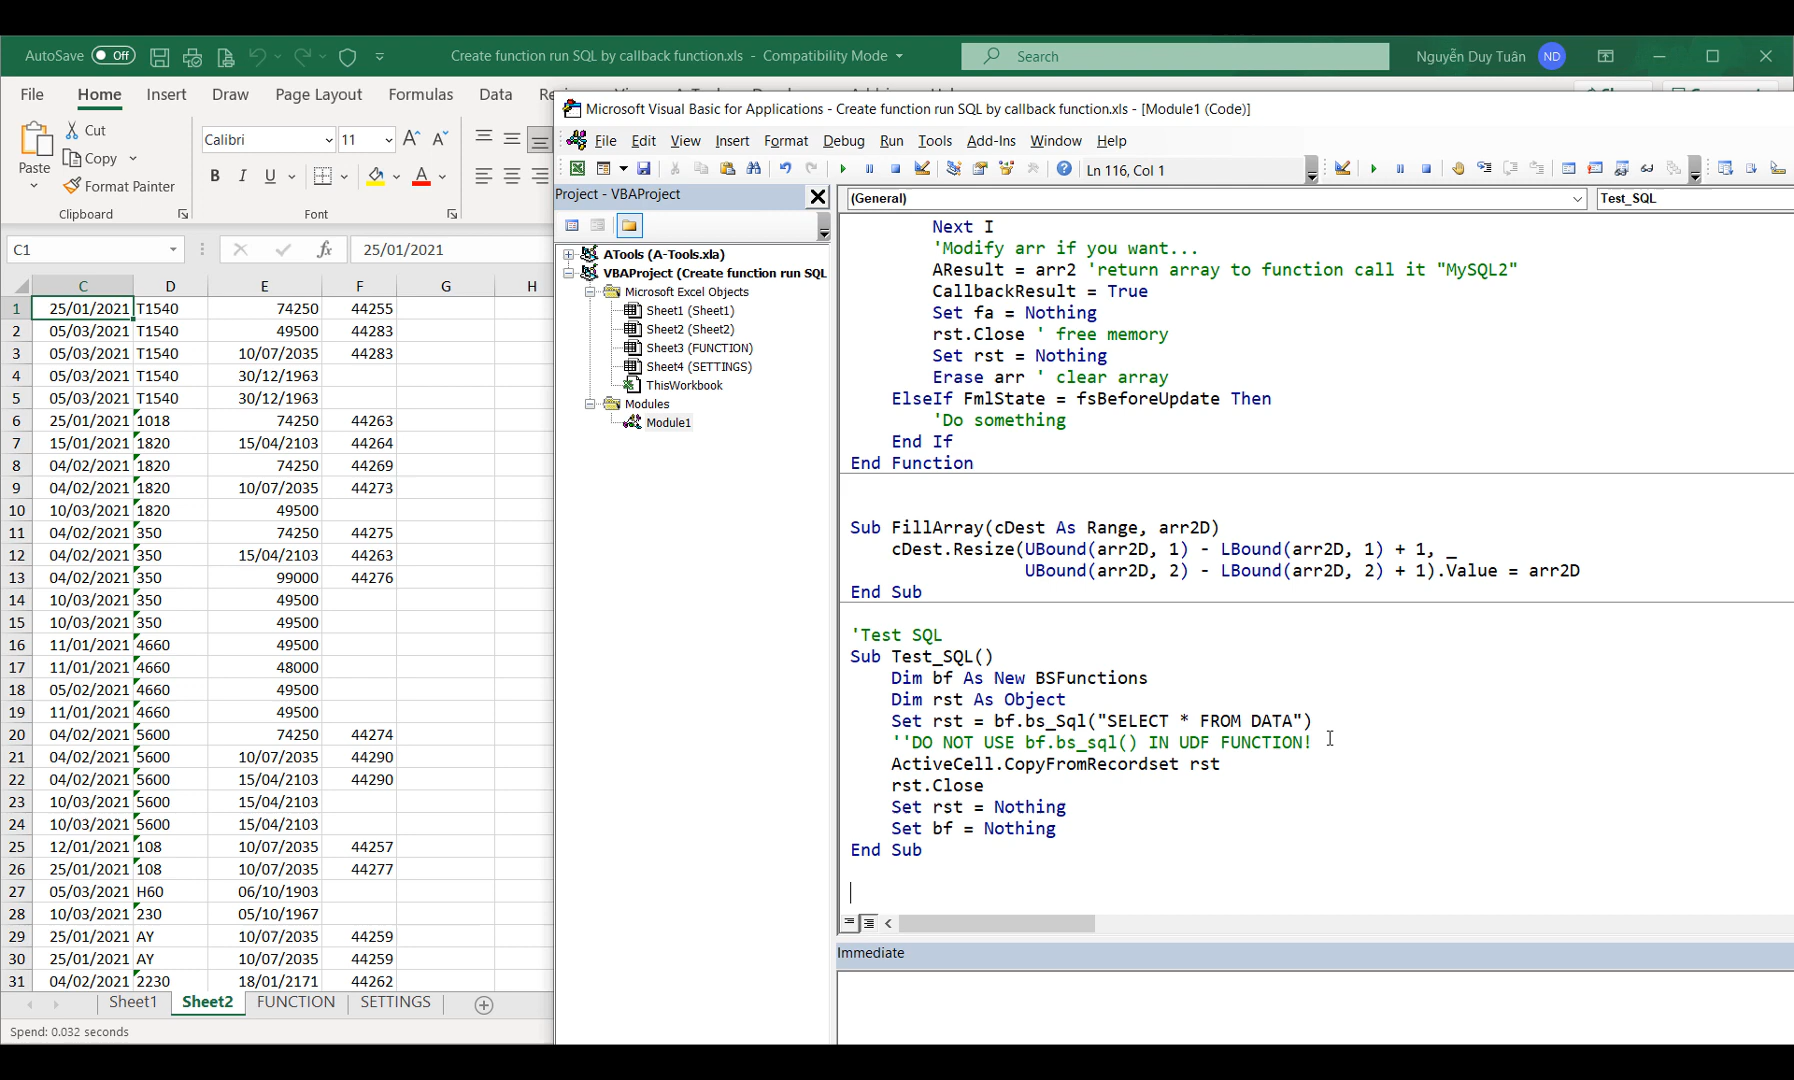 AutoSave Off Create function run SQL by callback function.xls - Compatibility Mode Search Nguyễn Duy Tuân ND
File Home Insert Draw Page Layout Formulas Data
Paste Cut Copy Format Painter
Calibri 11
B I U A
Clipboard Font
C1 fx 25/01/2021
C D E F G H
1 25/01/2021 T1540 74250 44255
2 05/03/2021 T1540 49500 44283
3 05/03/2021 T1540 10/07/2035 44283
4 05/03/2021 T1540 30/12/1963
5 05/03/2021 T1540 30/12/1963
6 25/01/2021 1018 74250 44263
7 15/01/2021 1820 15/04/2103 44264
8 04/02/2021 1820 74250 44269
9 04/02/2021 1820 10/07/2035 44273
10 10/03/2021 1820 49500
11 04/02/2021 350 74250 44275
12 04/02/2021 350 15/04/2103 44263
13 04/02/2021 350 99000 44276
14 10/03/2021 350 49500
15 10/03/2021 350 49500
16 11/01/2021 4660 49500
17 11/01/2021 4660 48000
18 05/02/2021 4660 49500
19 11/01/2021 4660 49500
20 04/02/2021 5600 74250 44274
21 04/02/2021 5600 10/07/2035 44290
22 04/02/2021 5600 15/04/2103 44290
23 10/03/2021 5600 15/04/2103
24 10/03/2021 5600 15/04/2103
25 12/01/2021 108 10/07/2035 44257
26 25/01/2021 108 10/07/2035 44277
27 05/03/2021 H60 06/10/1903
28 10/03/2021 230 05/10/1967
29 25/01/2021 AY 10/07/2035 44259
30 25/01/2021 AY 10/07/2035 44259
31 04/02/2021 2230 18/01/2171 44262
Sheet1 Sheet2 FUNCTION SETTINGS
Spend: 0.032 seconds
Microsoft Visual Basic for Applications - Create function run SQL by callback function.xls - [Module1 (Code)]
File Edit View Insert Format Debug Run Tools Add-Ins Window Help
Ln 116, Col 1
Project - VBAProject
ATools (A-Tools.xla)
VBAProject (Create function run SQL
Microsoft Excel Objects
Sheet1 (Sheet1)
Sheet2 (Sheet2)
Sheet3 (FUNCTION)
Sheet4 (SETTINGS)
ThisWorkbook
Modules
Module1
(General) Test_SQL
Next I
'Modify arr if you want...
AResult = arr2 'return array to function call it "MySQL2"
CallbackResult = True
Set fa = Nothing
rst.Close ' free memory
Set rst = Nothing
Erase arr ' clear array
ElseIf FmlState = fsBeforeUpdate Then
'Do something
End If
End Function
Sub FillArray(cDest As Range, arr2D)
cDest.Resize(UBound(arr2D, 1) - LBound(arr2D, 1) + 1, _
UBound(arr2D, 2) - LBound(arr2D, 2) + 1).Value = arr2D
End Sub
'Test SQL
Sub Test_SQL()
Dim bf As New BSFunctions
Dim rst As Object
Set rst = bf.bs_Sql("SELECT * FROM DATA")
''DO NOT USE bf.bs_sql() IN UDF FUNCTION!
ActiveCell.CopyFromRecordset rst
rst.Close
Set rst = Nothing
Set bf = Nothing
End Sub
Immediate